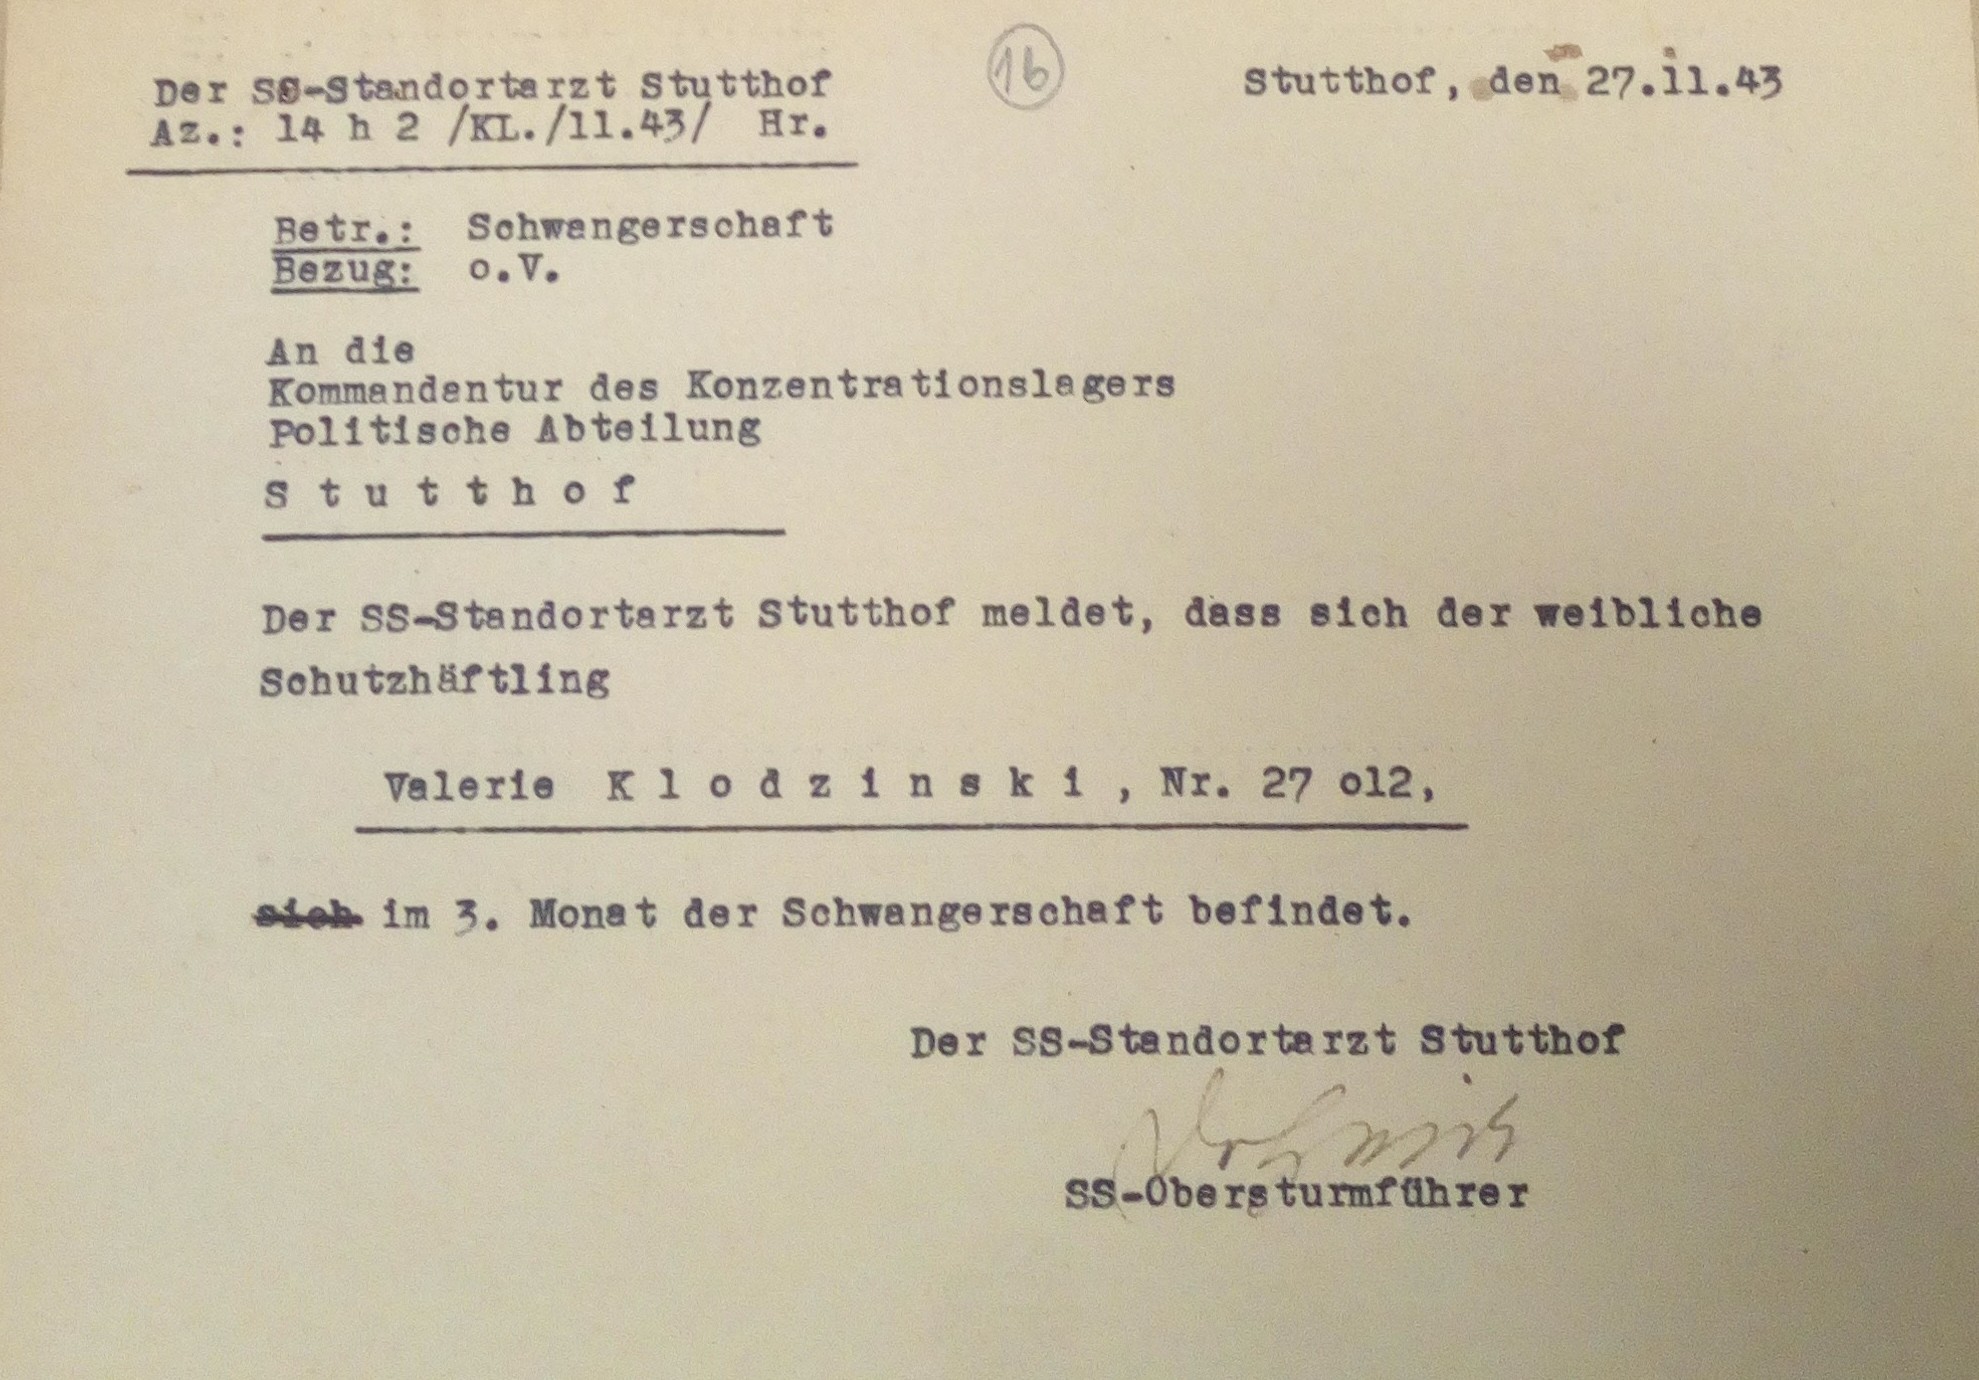 16
Der SS-Standortarzt Stutthof
Stutthof, den 27.11.43
Az.: 14 h 2 /KL./11.43/ Hr.
Betr.: Schwangerschaft
Bezug: o.V.
An die
Kommandantur des Konzentrationslagers
Politische Abteilung
S t u t t h o f
Der SS-Standortarzt Stutthof meldet, dass sich der weibliche
Schutzhäftling
Valerie K l o d z i n s k i , Nr. 27 o12,
sich im 3. Monat der Schwangerschaft befindet.
Der SS-Standortarzt Stutthof
SS-Obersturmführer